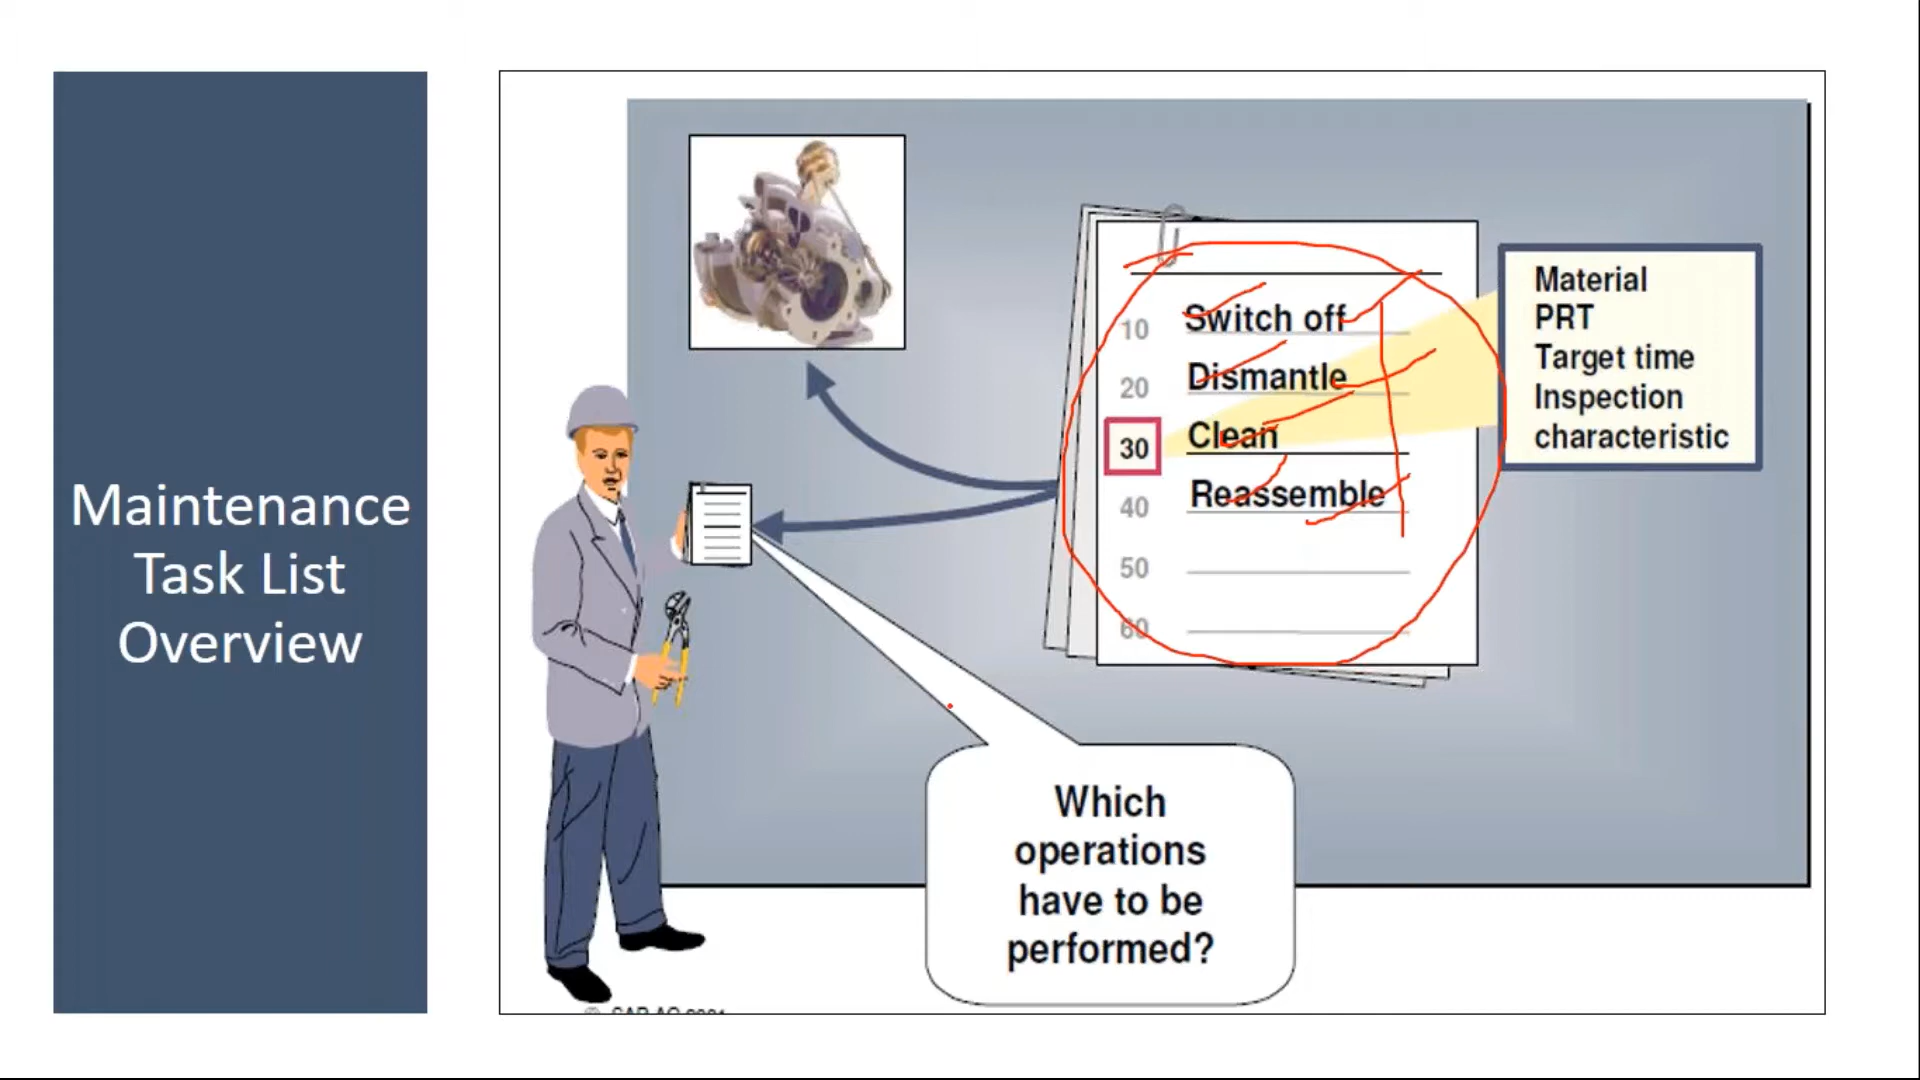 Maintenance
Task List
Overview
10 Switch off
20 Dismantle
30 Clean
40 Reassemble
50
60
Material
PRT
Target time
Inspection
characteristic
Which
operations
have to be
performed?